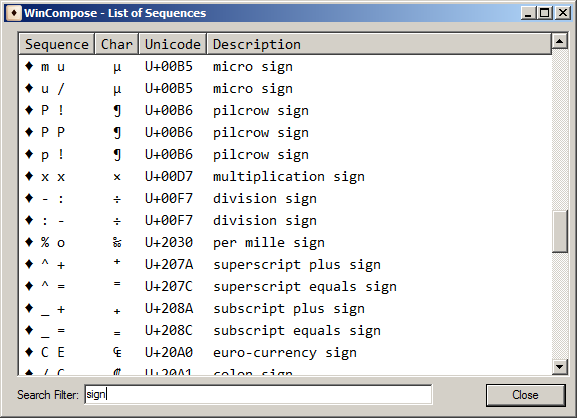 WinCompose - List of Sequences
Sequence Char Unicode Description
♦ m u µ U+00B5 micro sign
♦ u / µ U+00B5 micro sign
♦ P ! ¶ U+00B6 pilcrow sign
♦ P P ¶ U+00B6 pilcrow sign
♦ p ! ¶ U+00B6 pilcrow sign
♦ x x × U+00D7 multiplication sign
♦ - : ÷ U+00F7 division sign
♦ : - ÷ U+00F7 division sign
♦ % o ‰ U+2030 per mille sign
♦ ^ + ⁺ U+207A superscript plus sign
♦ ^ = ⁼ U+207C superscript equals sign
♦ _ + ₊ U+208A subscript plus sign
♦ _ = ₌ U+208C subscript equals sign
♦ C E ₠ U+20A0 euro-currency sign
♦ / C ₡ U+20A1 colon sign
Search Filter: sign Close